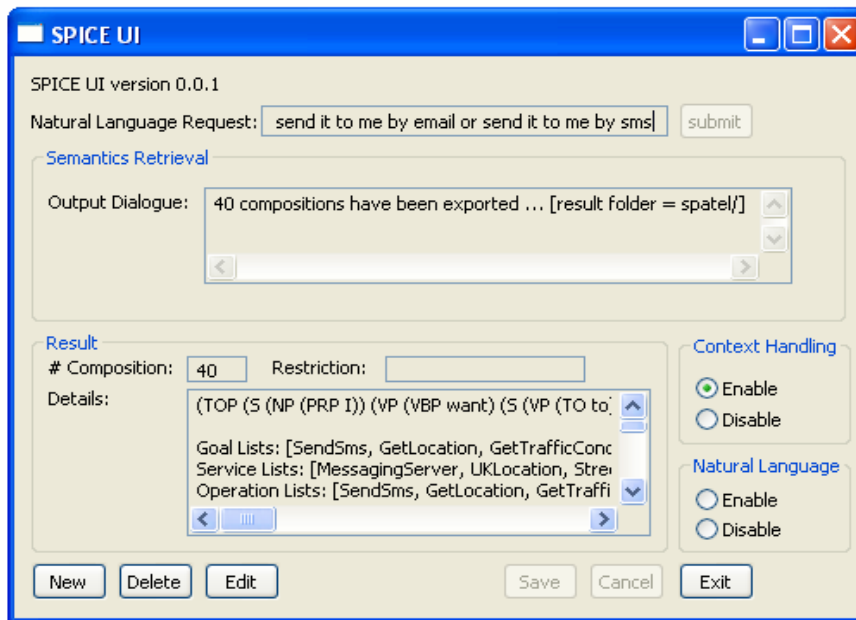 SPICE UI
SPICE UI version 0.0.1
Natural Language Request: send it to me by email or send it to me by sms submit
Semantics Retrieval
Output Dialogue: 40 compositions have been exported ... [result folder = spatel/]
Result
# Composition: 40 Restriction:
Details:
(TOP (S (NP (PRP I)) (VP (VBP want) (S (VP (TO to)
Goal Lists: [SendSms, GetLocation, GetTrafficConc
Service Lists: [MessagingServer, UKLocation, Stre
Operation Lists: [SendSms, GetLocation, GetTraffi
Context Handling
Enable
Disable
Natural Language
Enable
Disable
New Delete Edit Save Cancel Exit